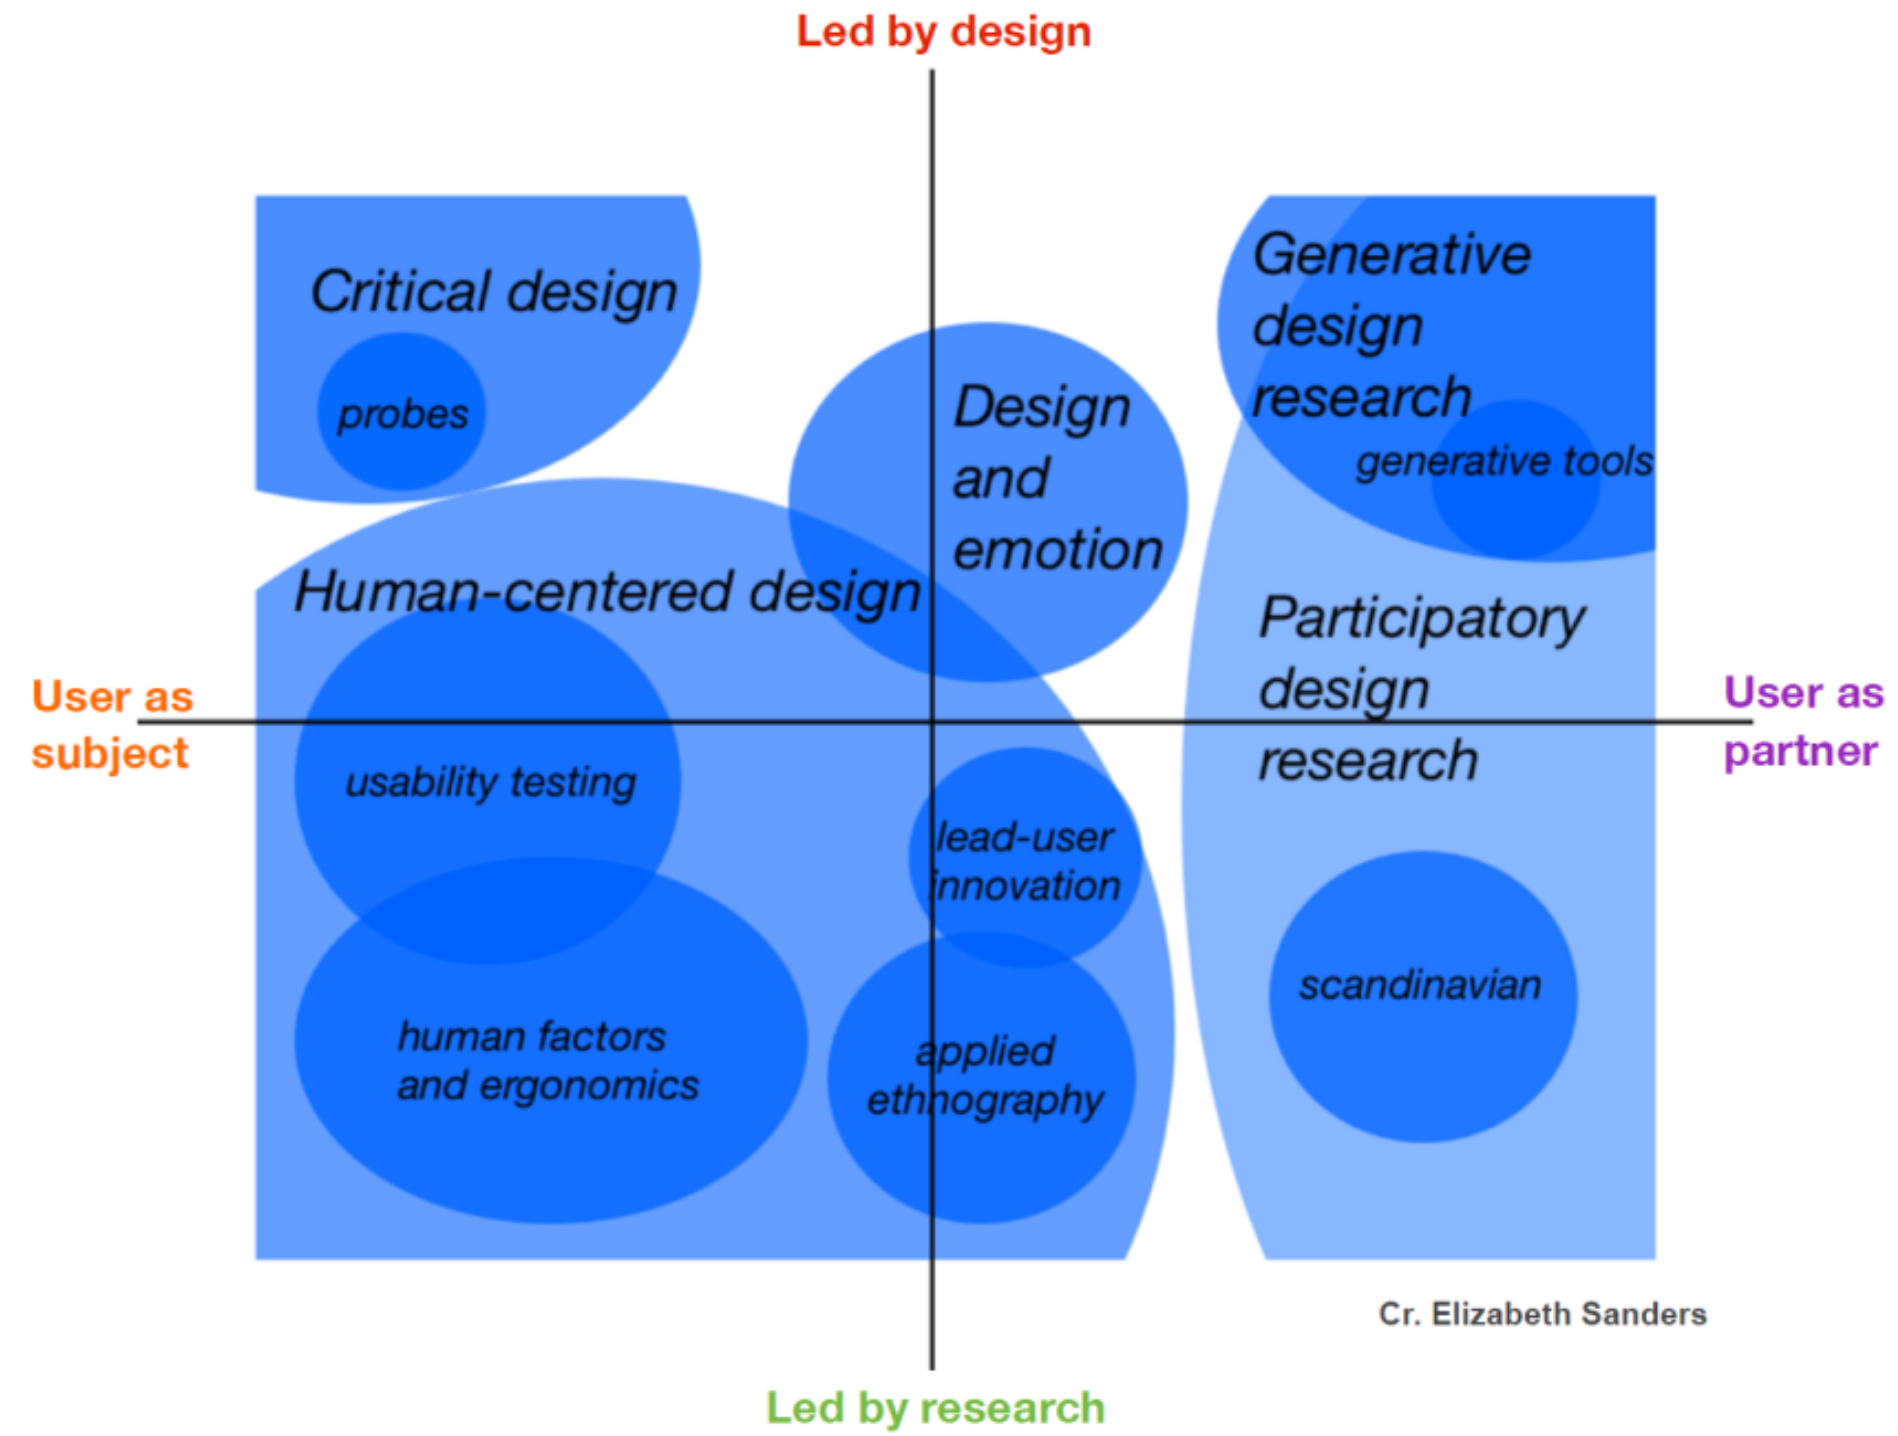 Led by design
Critical design
probes
Generative
design
research
generative tools
Design
and
emotion
Human-centered design
Participatory
design
research
User as
subject
User as
partner
usability testing
lead-user
innovation
human factors
and ergonomics
applied
ethnography
scandinavian
Cr. Elizabeth Sanders
Led by research